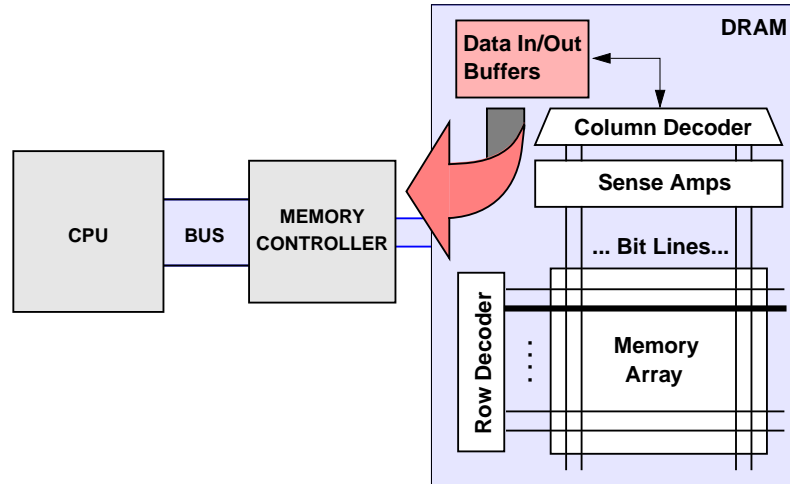 DRAM
Data In/Out
Buffers
Column Decoder
Sense Amps
... Bit Lines...
CPU
BUS
MEMORY
CONTROLLER
Row Decoder
. . . .
Memory
Array